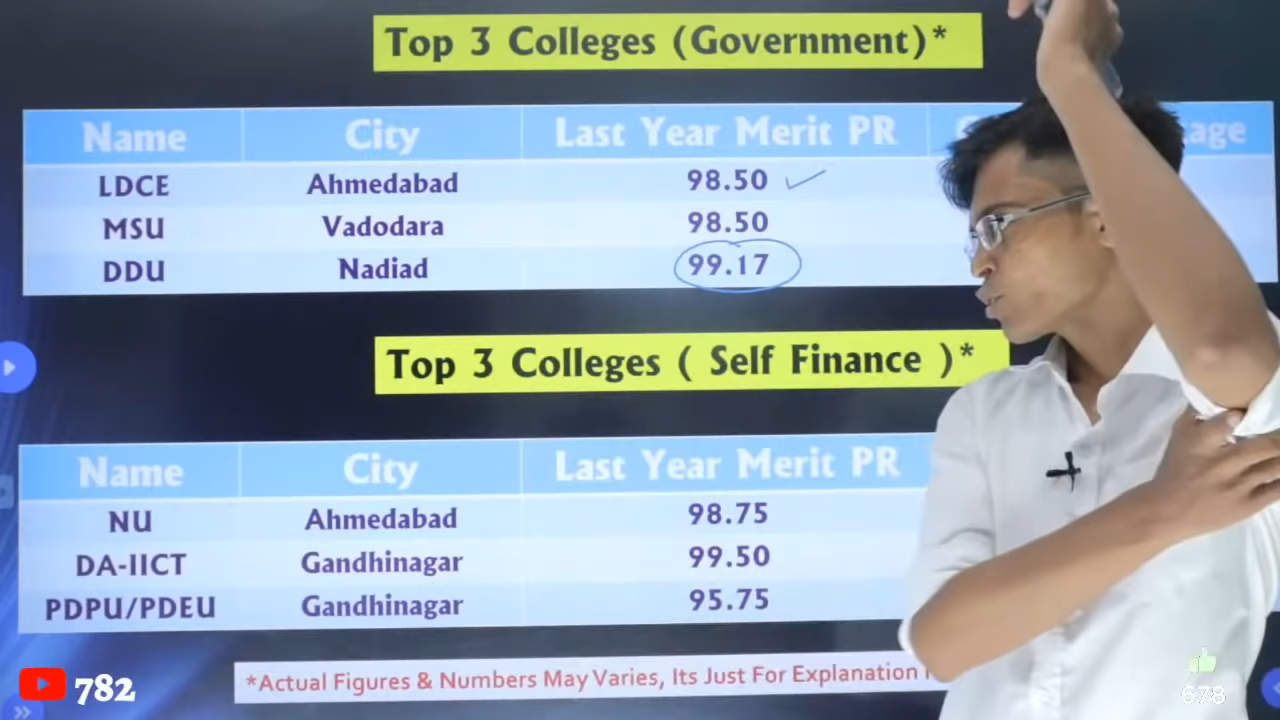 Top 3 Colleges (Government)*
Name City Last Year Merit PR
LDCE Ahmedabad 98.50
MSU Vadodara 98.50
DDU Nadiad 99.17
Top 3 Colleges ( Self Finance )*
Name City Last Year Merit PR
NU Ahmedabad 98.75
DA-IICT Gandhinagar 99.50
PDPU/PDEU Gandhinagar 95.75
*Actual Figures & Numbers May Varies, Its Just For Explanation
782
678